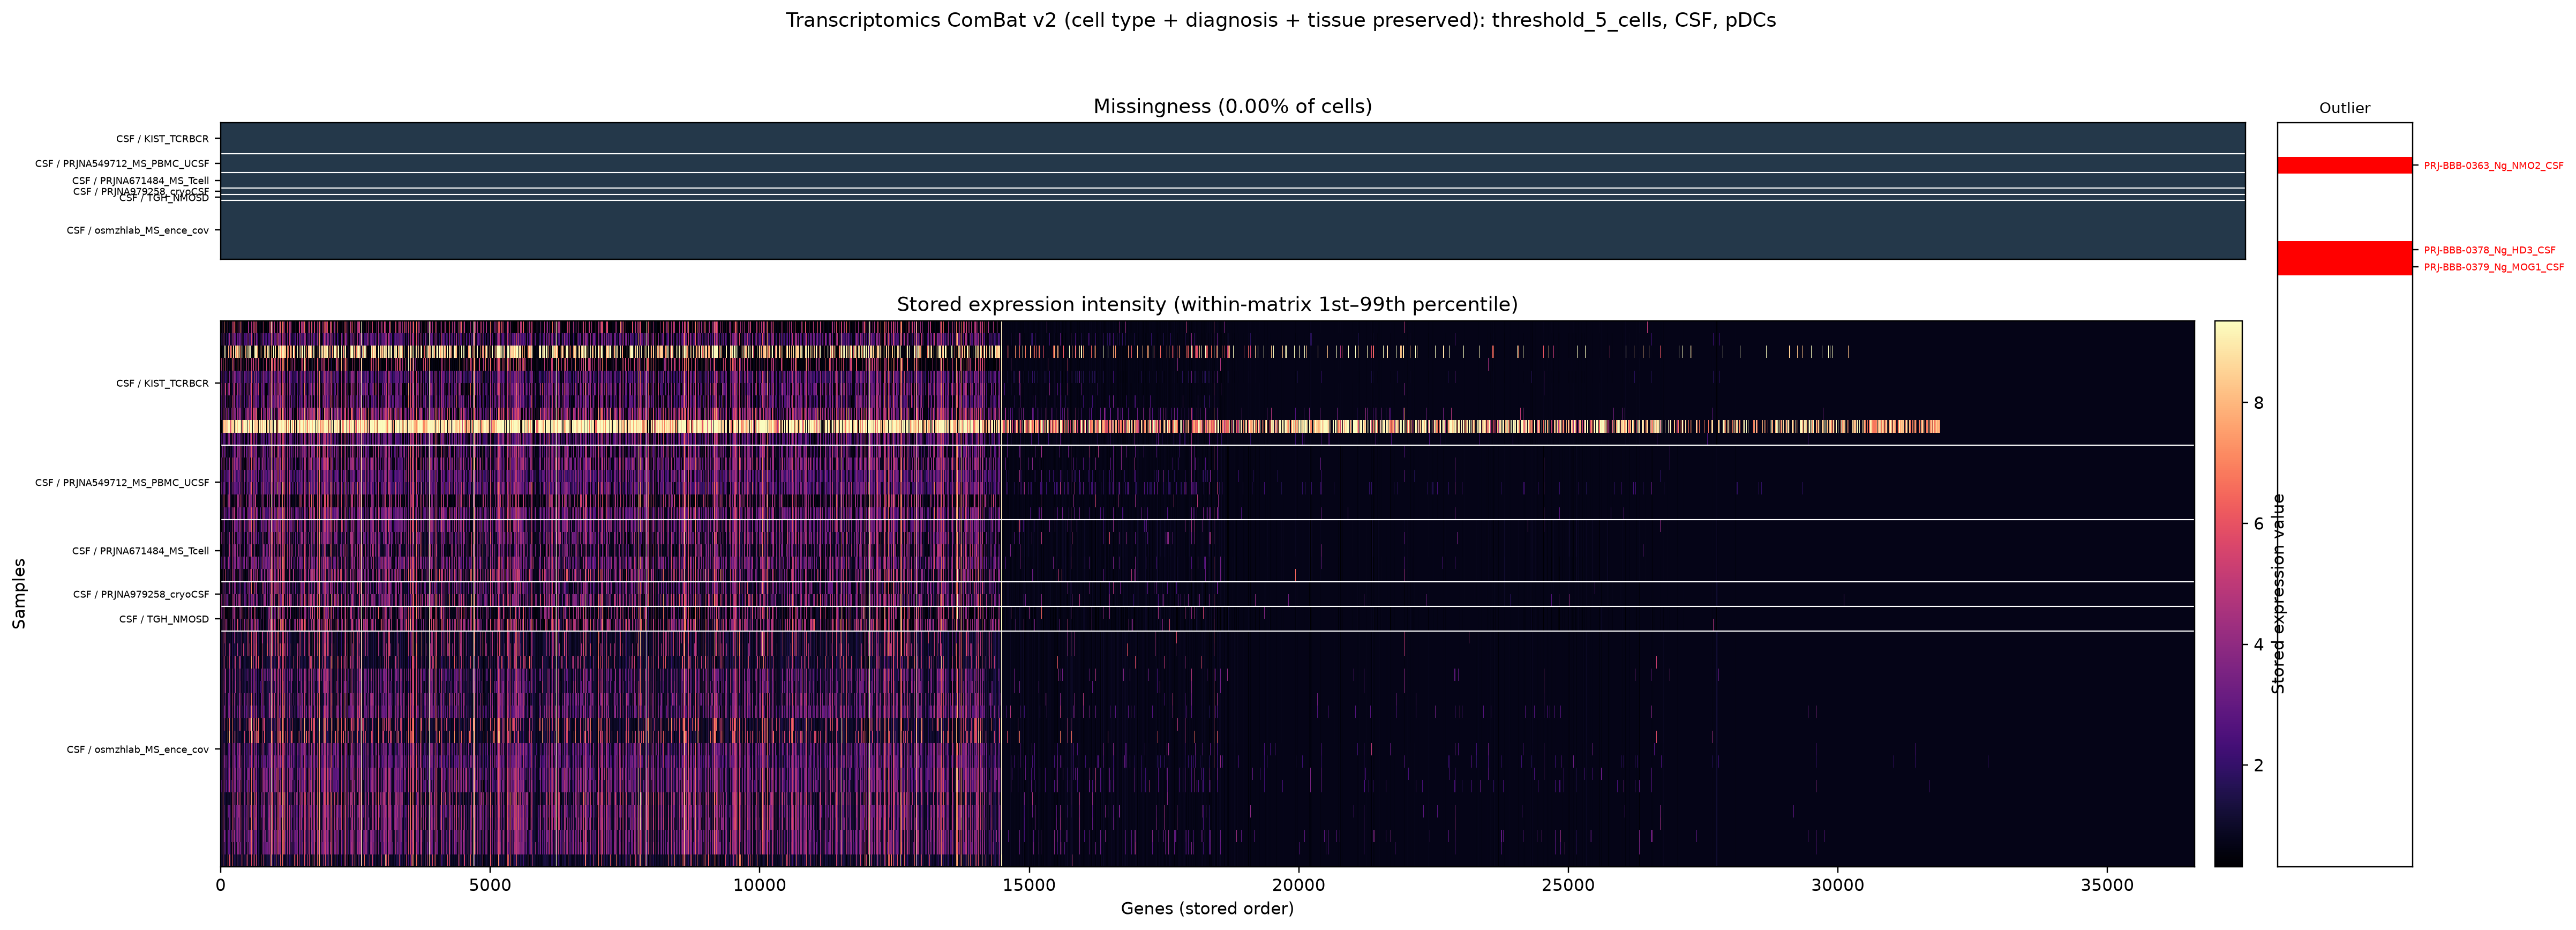 Transcriptomics ComBat v2 (cell type + diagnosis + tissue preserved): threshold_5_cells, CSF, pDCs
Missingness (0.00% of cells)
Outlier
CSF / KIST_TCRBCR
CSF / PRJNA549712_MS_PBMC_UCSF
CSF / PRJNA671484_MS_Tcell
CSF / PRJNA979258_cryoCSF
CSF / TGH_NMOSD
CSF / osmzhlab_MS_ence_cov
PRJ-BBB-0363_Ng_NMO2_CSF
PRJ-BBB-0378_Ng_HD3_CSF
PRJ-BBB-0379_Ng_MOG1_CSF
Stored expression intensity (within-matrix 1st–99th percentile)
Samples
CSF / KIST_TCRBCR
CSF / PRJNA549712_MS_PBMC_UCSF
CSF / PRJNA671484_MS_Tcell
CSF / PRJNA979258_cryoCSF
CSF / TGH_NMOSD
CSF / osmzhlab_MS_ence_cov
8
6
4
2
Stored expression value
0 5000 10000 15000 20000 25000 30000 35000
Genes (stored order)